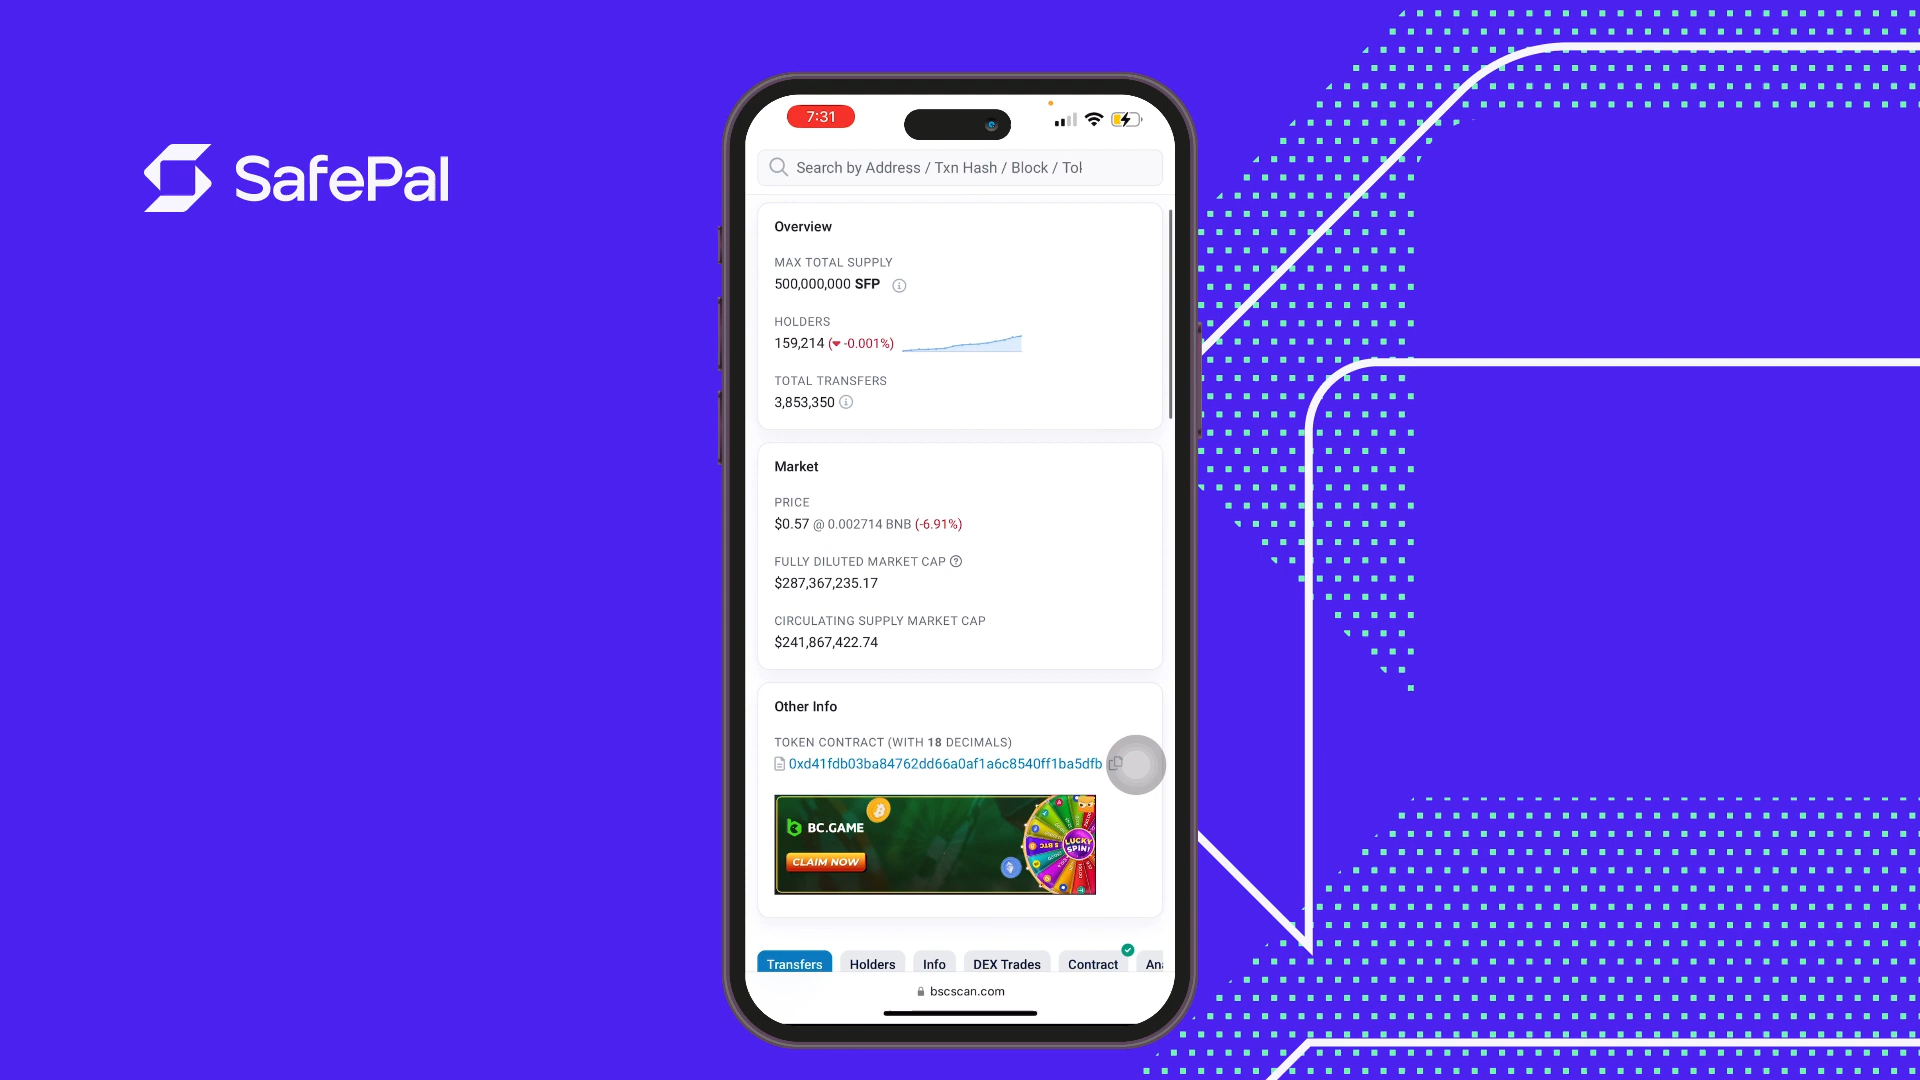 SafePal
7:31
Search by Address / Txn Hash / Block / Tol
Overview
MAX TOTAL SUPPLY
500,000,000 SFP
HOLDERS
159,214 (-0.001%)
TOTAL TRANSFERS
3,853,350
Market
PRICE
$0.57 @ 0.002714 BNB (-6.91%)
FULLY DILUTED MARKET CAP
$287,367,235.17
CIRCULATING SUPPLY MARKET CAP
$241,867,422.74
Other Info
TOKEN CONTRACT (WITH 18 DECIMALS)
0xd41fdb03ba84762dd66a0af1a6c8540ff1ba5dfb
BC.GAME
CLAIM NOW
LUCKY
SPIN!
Transfers Holders Info DEX Trades Contract An
bscscan.com